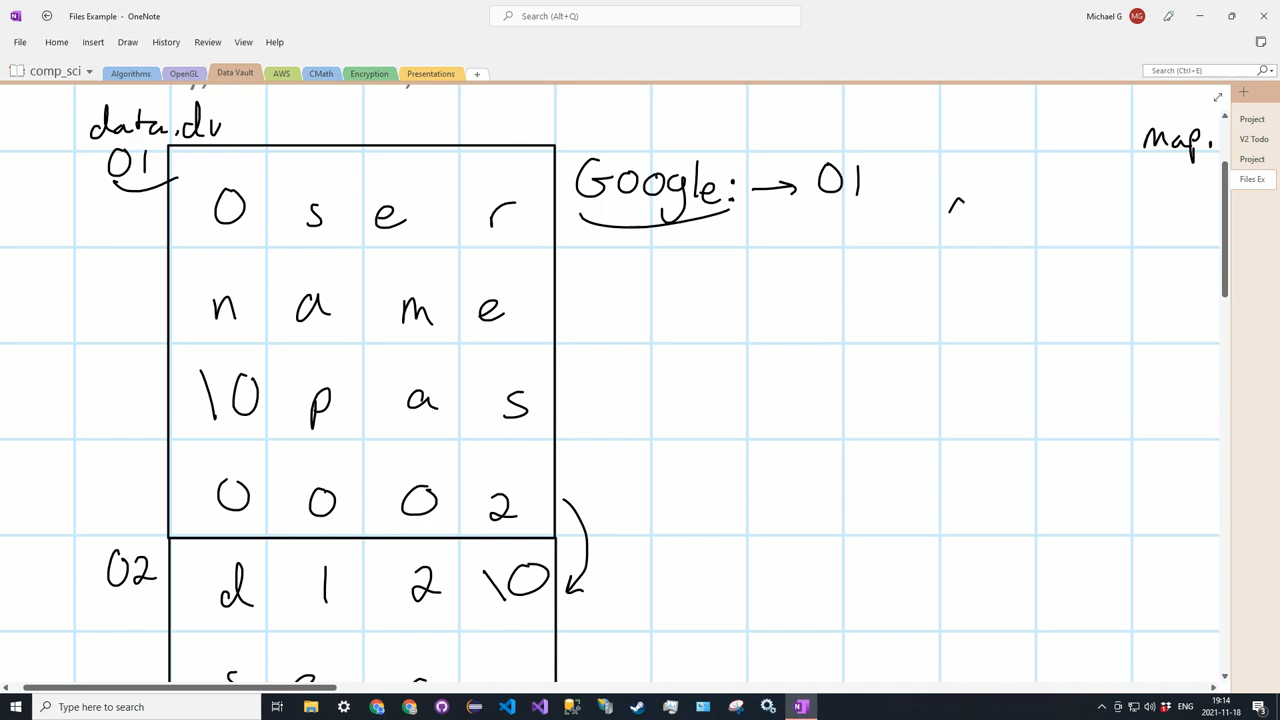 Files Example - OneNote
Search (Alt+Q)
Michael G
MG
File Home Insert Draw History Review View Help
comp_sci
Algorithms OpenGL Data Vault AWS CMath Encryption Presentations +
Search (Ctrl+E)
data.dv
map.
01
0 s e r
Google: → 01
n a m e
\0 p a s
0 0 0 2
02
d 1 2 \0
Project
V2 Todo
Project
Files Ex
Type here to search
ENG
19:14
2021-11-18